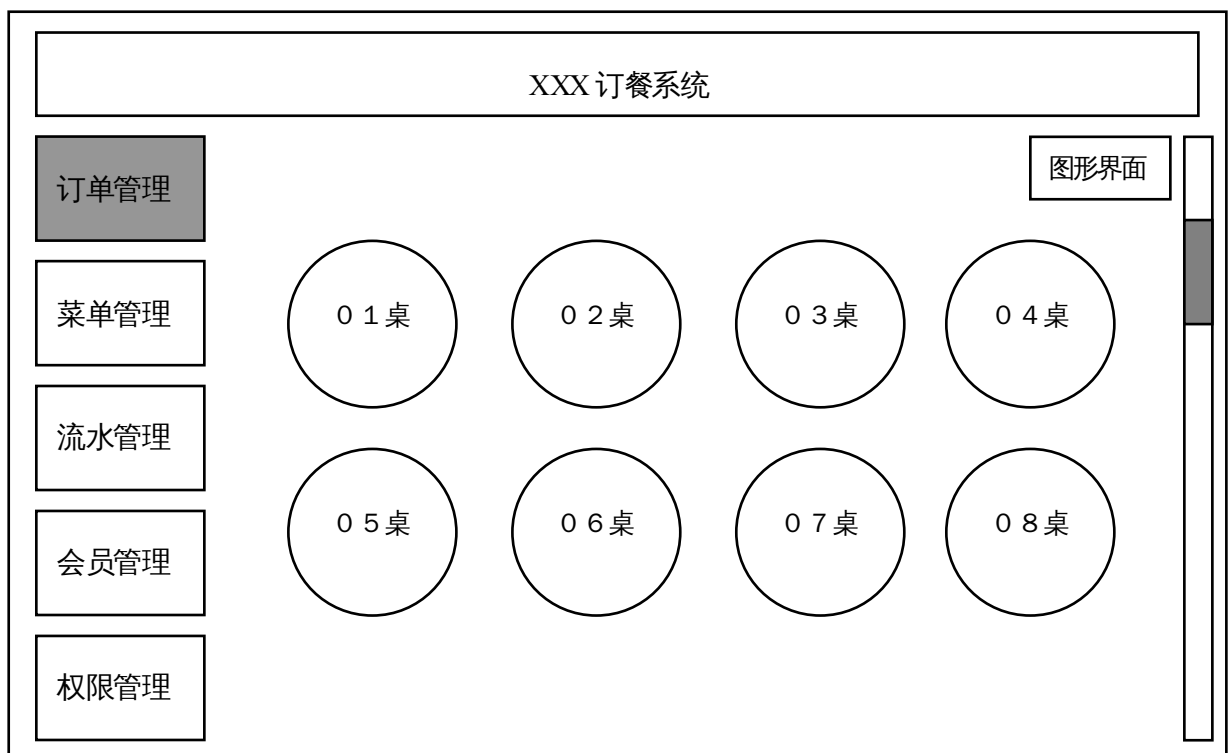 XXX 订餐系统
订单管理
图形界面
菜单管理
０１桌
０２桌
０３桌
０４桌
流水管理
０５桌
０６桌
０７桌
０８桌
会员管理
权限管理